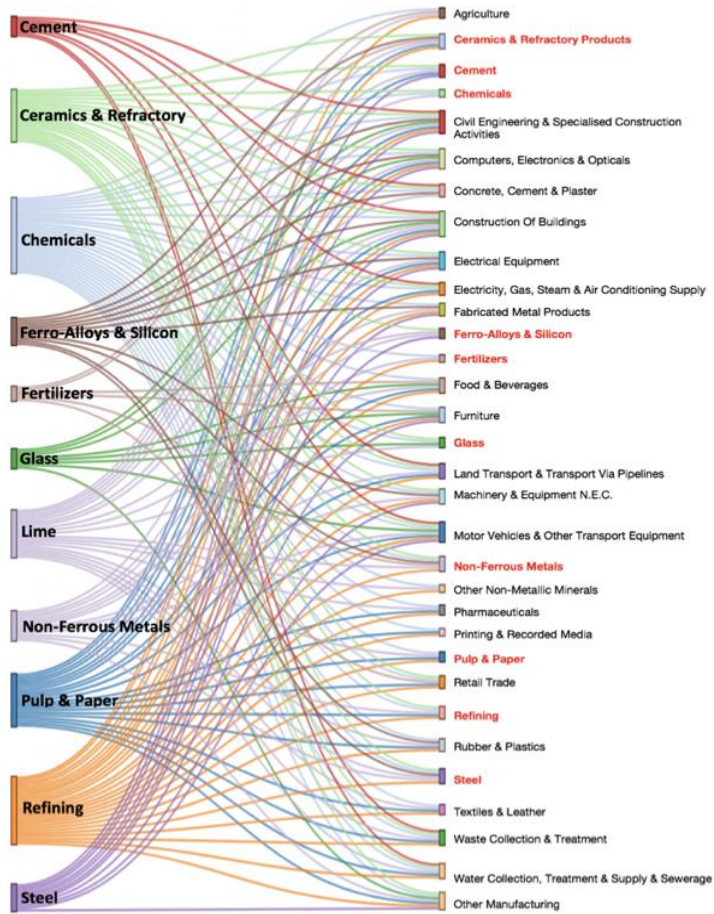 Cement
Ceramics & Refractory
Chemicals
Ferro-Alloys & Silicon
Fertilizers
Glass
Lime
Non-Ferrous Metals
Pulp & Paper
Refining
Steel
Agriculture
Ceramics & Refractory Products
Cement
Chemicals
Civil Engineering & Specialised Construction
Activities
Computers, Electronics & Opticals
Concrete, Cement & Plaster
Construction Of Buildings
Electrical Equipment
Electricity, Gas, Steam & Air Conditioning Supply
Fabricated Metal Products
Ferro-Alloys & Silicon
Fertilizers
Food & Beverages
Furniture
Glass
Land Transport & Transport Via Pipelines
Machinery & Equipment N.E.C.
Motor Vehicles & Other Transport Equipment
Non-Ferrous Metals
Other Non-Metallic Minerals
Pharmaceuticals
Printing & Recorded Media
Pulp & Paper
Retail Trade
Refining
Rubber & Plastics
Steel
Textiles & Leather
Waste Collection & Treatment
Water Collection, Treatment & Supply & Sewerage
Other Manufacturing